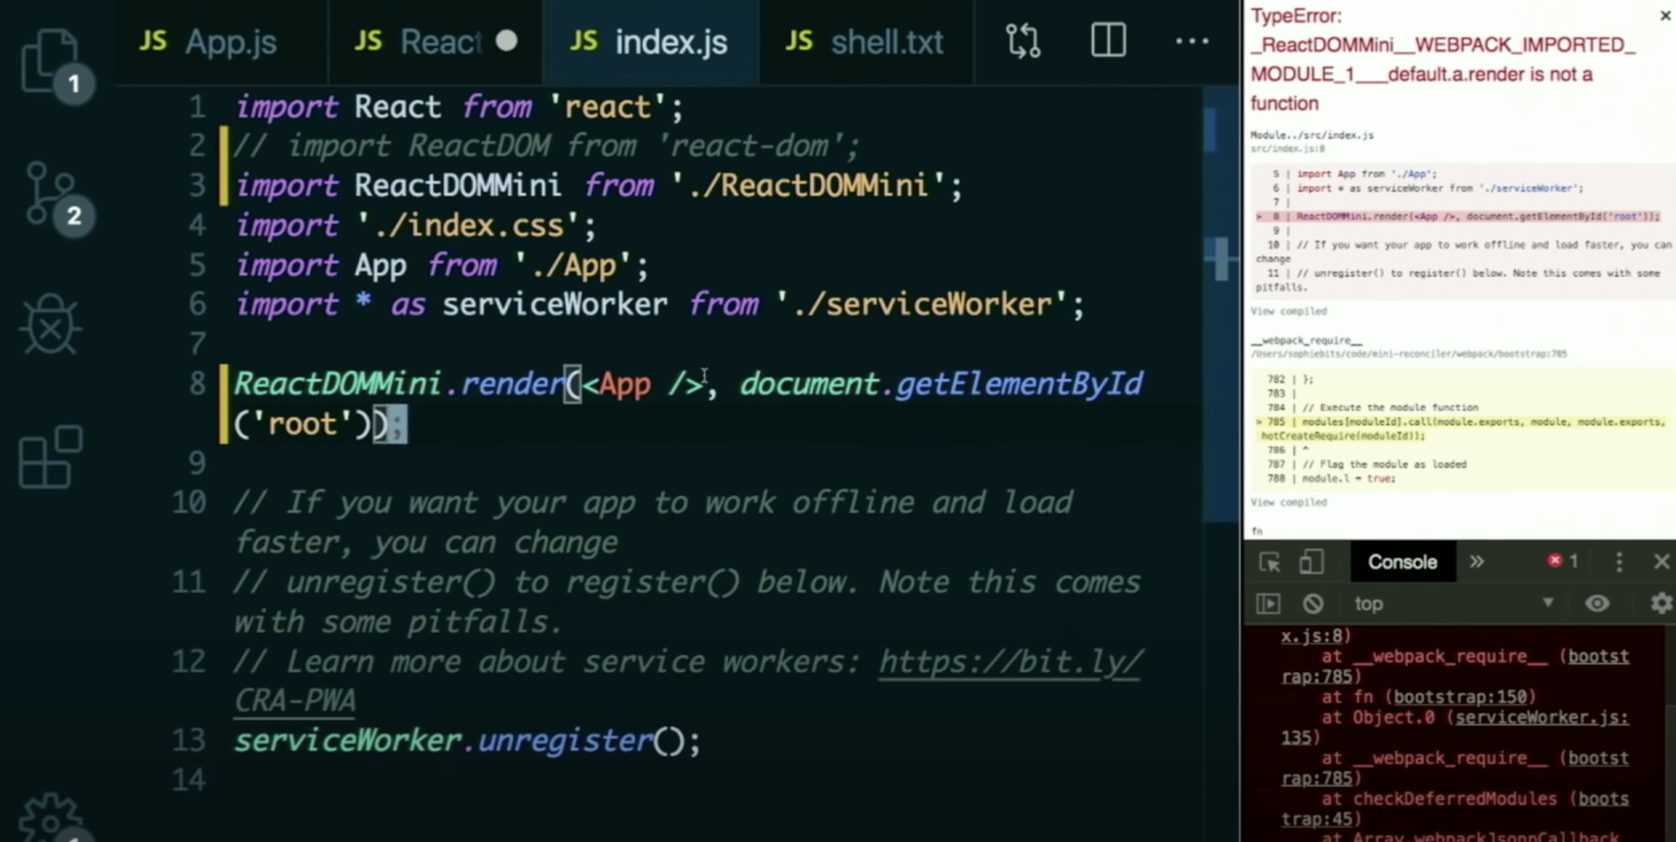 JS App.js
JS React
JS index.js
JS shell.txt
1
2
1 import React from 'react';
2 // import ReactDOM from 'react-dom';
3 import ReactDOMMini from './ReactDOMMini';
4 import './index.css';
5 import App from './App';
6 import * as serviceWorker from './serviceWorker';
7
8 ReactDOMMini.render(<App />, document.getElementById
('root'));
9
10 // If you want your app to work offline and load
faster, you can change
11 // unregister() to register() below. Note this comes
with some pitfalls.
12 // Learn more about service workers: https://bit.ly/
CRA-PWA
13 serviceWorker.unregister();
14
TypeError:
_ReactDOMMini__WEBPACK_IMPORTED_
MODULE_1___default.a.render is not a
function
Module../src/index.js
src/index.js:8
5 | import App from './App';
6 | import * as serviceWorker from './serviceWorker';
7 |
> 8 | ReactDOMMini.render(<App />, document.getElementById('root'));
9 |
10 | // If you want your app to work offline and load faster, you can
change
11 | // unregister() to register() below. Note this comes with some
pitfalls.
View compiled
__webpack_require__
/Users/sophiebits/code/mini-reconciler/webpack/bootstrap:785
782 | };
783 |
784 | // Execute the module function
> 785 | modules[moduleId].call(module.exports, module, module.exports,
hotCreateRequire(moduleId));
786 | ^
787 | // Flag the module as loaded
788 | module.l = true;
View compiled
fn
Console
1
top
x.js:8)
at __webpack_require__ (bootst
rap:785)
at fn (bootstrap:150)
at Object.0 (serviceWorker.js:
135)
at __webpack_require__ (bootst
rap:785)
at checkDeferredModules (boots
trap:45)
at Array.webpackJsonpCallback